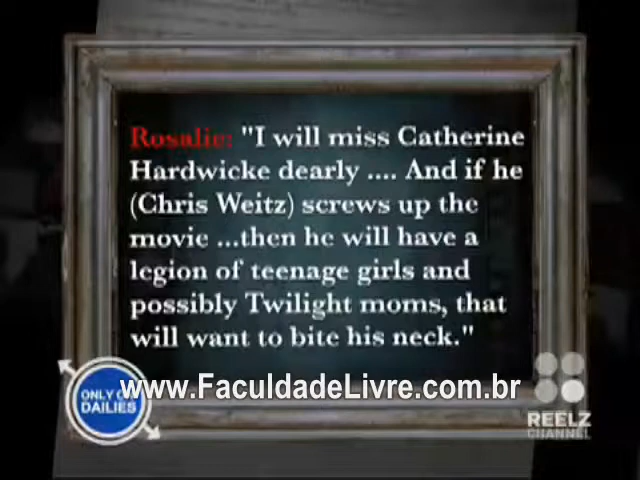 Rosalie: "I will miss Catherine
Hardwicke dearly .... And if he
(Chris Weitz) screws up the
movie ...then he will have a
legion of teenage girls and
possibly Twilight moms, that
will want to bite his neck."
www.FaculdadeLivre.com.br
ONLY
DAILIES
REELZ
CHANNEL